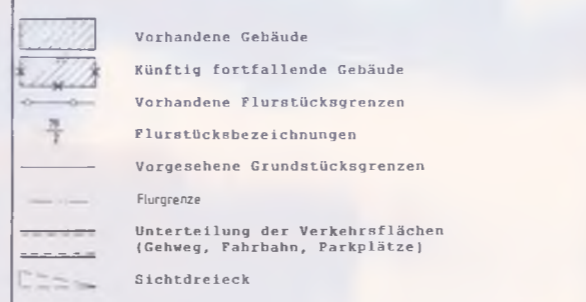 Vorhandene Gebäude
Künftig fortfallende Gebäude
Vorhandene Flurstücksgrenzen
Flurstücksbezeichnungen
Vorgesehene Grundstücksgrenzen
Flurgrenze
Unterteilung der Verkehrsflächen
(Gehweg, Fahrbahn, Parkplätze)
Sichtdreieck